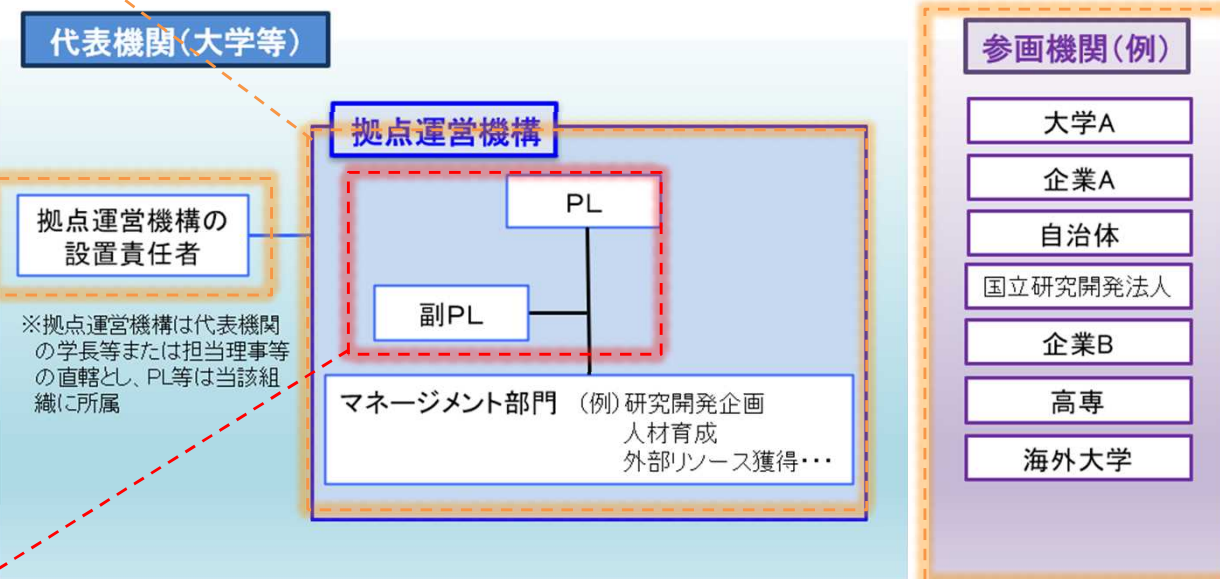 代表機関(大学等)
拠点運営機構
PL
副PL
マネージメント部門 (例)研究開発企画
人材育成
外部リソース獲得・・・
拠点運営機構の
設置責任者
※拠点運営機構は代表機関
の学長等または担当理事等
の直轄とし、PL等は当該組
織に所属
参画機関(例)
大学A
企業A
自治体
国立研究開発法人
企業B
高専
海外大学